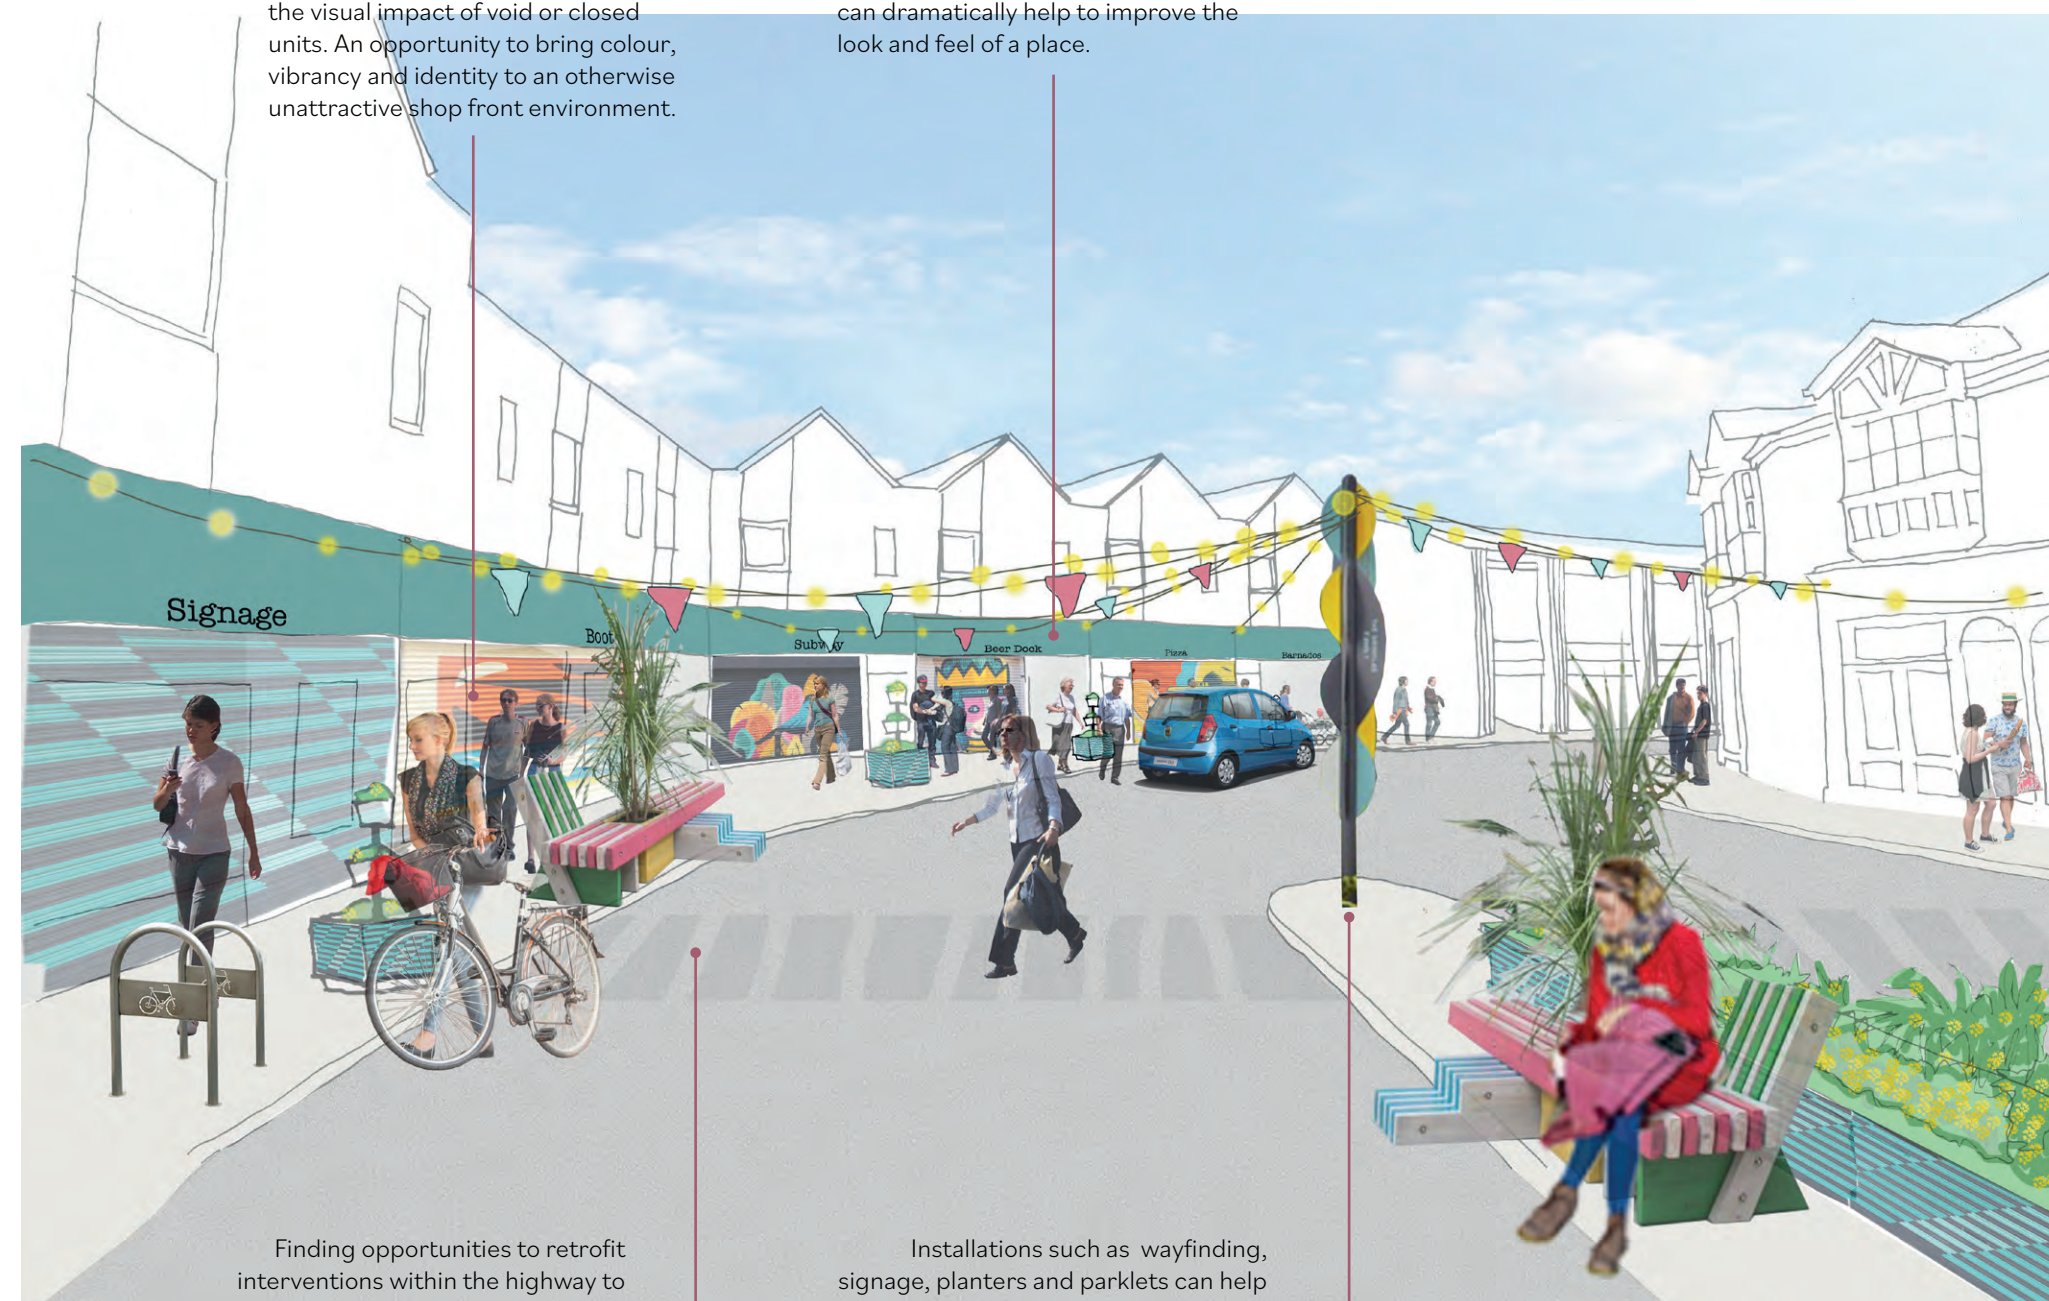 the visual impact of void or closed
units. An opportunity to bring colour,
vibrancy and identity to an otherwise
unattractive shop front environment.
can dramatically help to improve the
look and feel of a place.
Signage
Boot
Subway
Beer Dock
Pizza
Barnados
Finding opportunities to retrofit
interventions within the highway to
Installations such as wayfinding,
signage, planters and parklets can help